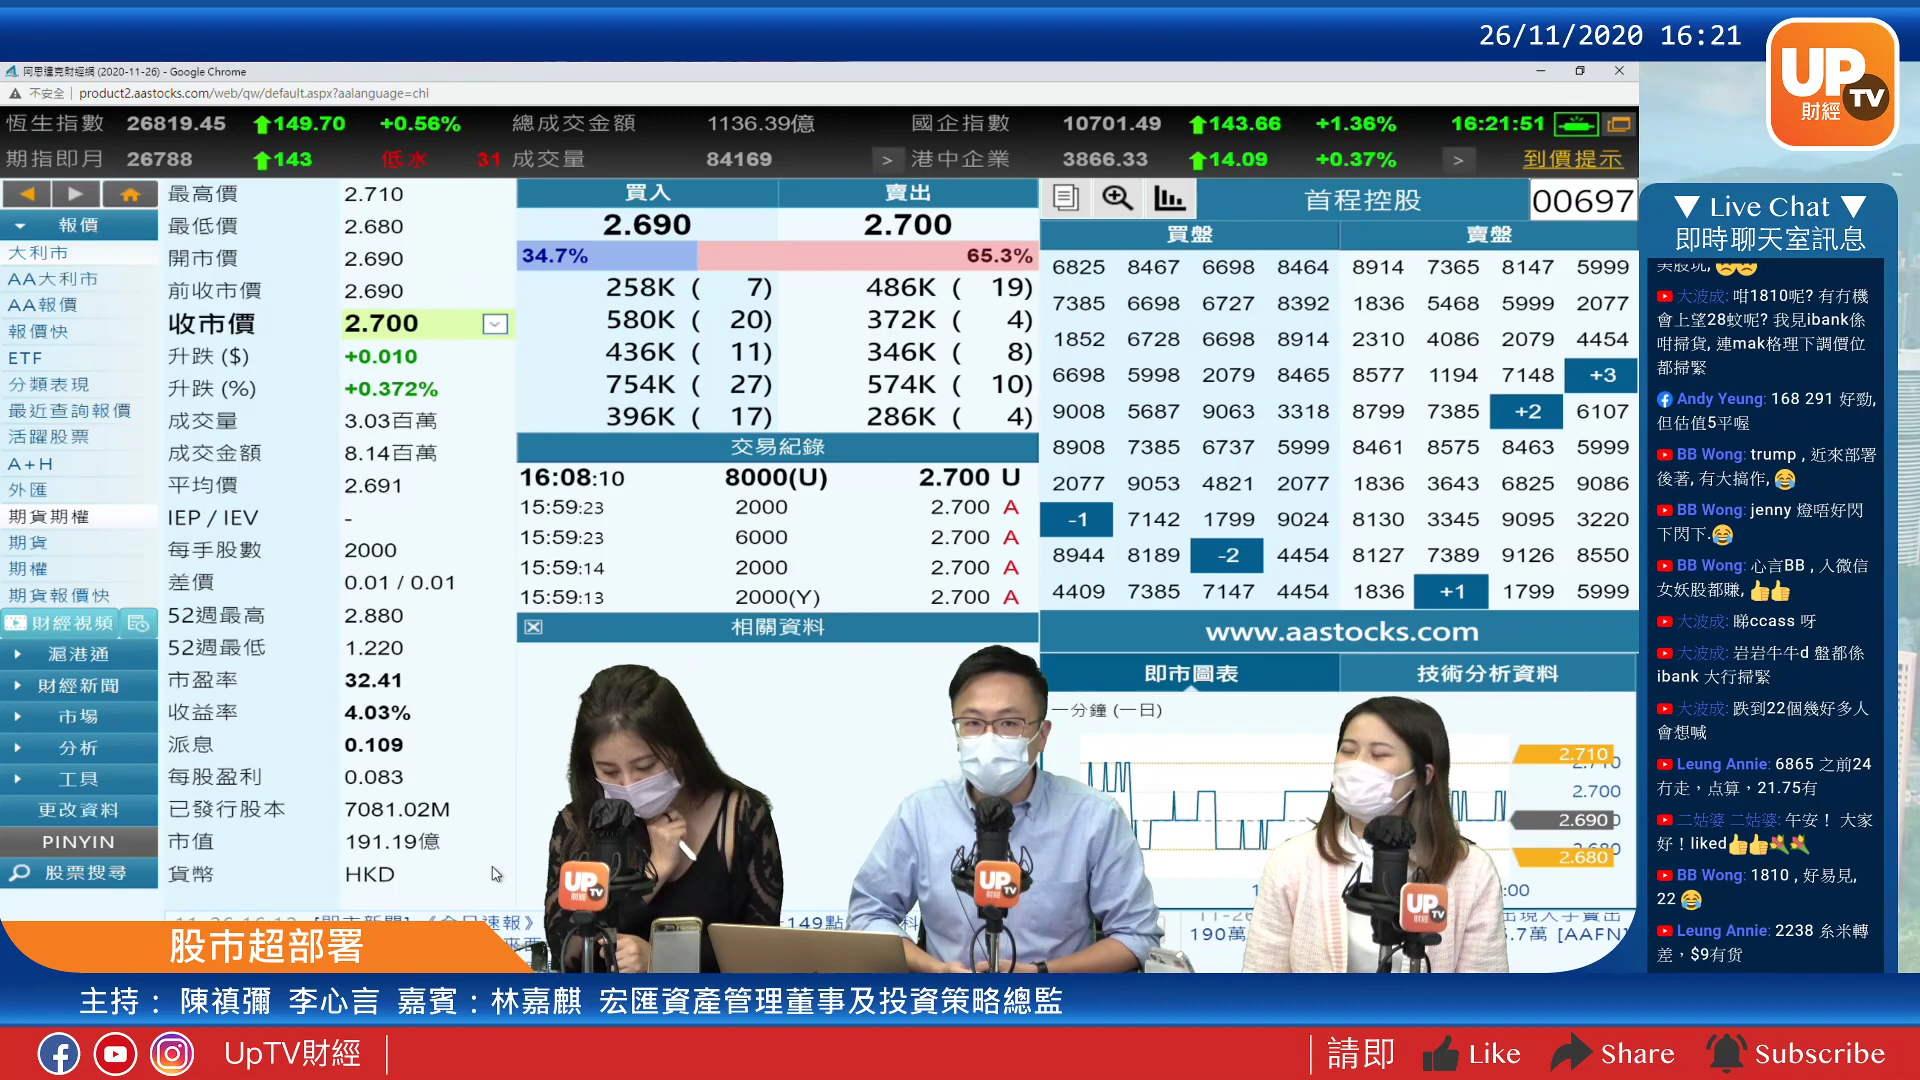 26/11/2020 16:21
UP TV 財經
阿思達克財經網 (2020-11-26) - Google Chrome
不安全 | product2.aastocks.com/web/qw/default.aspx?aalanguage=chi
恆生指數 26819.45 149.70 +0.56% 總成交金額 1136.39億 國企指數 10701.49 143.66 +1.36% 16:21:51
期指即月 26788 143 低水 31 成交量 84169 > 港中企業 3866.33 14.09 +0.37% > 到價提示
報價
大利市
AA大利市
AA報價
報價快
ETF
分類表現
最近查詢報價
活躍股票
A+H
外匯
期貨期權
期貨
期權
期貨報價快
財經視頻
滬港通
財經新聞
市場
分析
工具
更改資料
PINYIN
股票搜尋
最高價 2.710
最低價 2.680
開市價 2.690
前收市價 2.690
收市價 2.700
升跌 ($) +0.010
升跌 (%) +0.372%
成交量 3.03百萬
成交金額 8.14百萬
平均價 2.691
IEP / IEV -
每手股數 2000
差價 0.01 / 0.01
52週最高 2.880
52週最低 1.220
市盈率 32.41
收益率 4.03%
派息 0.109
每股盈利 0.083
已發行股本 7081.02M
市值 191.19億
貨幣 HKD
買入 賣出
2.690 2.700
34.7% 65.3%
258K ( 7) 486K ( 19)
580K ( 20) 372K ( 4)
436K ( 11) 346K ( 8)
754K ( 27) 574K ( 10)
396K ( 17) 286K ( 4)
交易紀錄
16:08:10 8000(U) 2.700 U
15:59:23 2000 2.700 A
15:59:23 6000 2.700 A
15:59:14 2000 2.700 A
15:59:13 2000(Y) 2.700 A
相關資料
首程控股 00697
買盤 賣盤
6825 8467 6698 8464 8914 7365 8147 5999
7385 6698 6727 8392 1836 5468 5999 2077
1852 6728 6698 8914 2310 4086 2079 4454
6698 5998 2079 8465 8577 1194 7148 +3
9008 5687 9063 3318 8799 7385 +2 6107
8908 7385 6737 5999 8461 8575 8463 5999
2077 9053 4821 2077 1836 3643 6825 9086
-1 7142 1799 9024 8130 3345 9095 3220
8944 8189 -2 4454 8127 7389 9126 8550
4409 7385 7147 4454 1836 +1 1799 5999
www.aastocks.com
即市圖表 技術分析資料
一分鐘 (一日)
2.710
2.700
2.690
2.680
149點
190萬
[AAFN]
▼ Live Chat ▼
即時聊天室訊息
大波成: 咁1810呢? 有冇機
會上望28蚊呢? 我見ibank係
咁掃貨, 連mak格理下調價位
都掃緊
Andy Yeung: 168 291 好勁,
但估值5平喔
BB Wong: trump , 近來部署
後著, 有大搞作, 😂
BB Wong: jenny 燈唔好閃
下閃下.😂
BB Wong: 心言BB , 人微信
女妖股都賺, 👍👍
大波成: 睇ccass 呀
大波成: 岩岩牛牛d 盤都係
ibank 大行掃緊
大波成: 跌到22個幾好多人
會想喊
Leung Annie: 6865 之前24
冇走，点算，21.75有
二姑婆 二姑婆: 午安！ 大家
好！liked👍👍💐💐
BB Wong: 1810 , 好易見,
22 😂
Leung Annie: 2238 糸米轉
差，$9有货
UP TV 財經
UP TV 財經
UP TV 財經
股市超部署
主持： 陳禛彌 李心言 嘉賓：林嘉麒 宏匯資產管理董事及投資策略總監
UpTV財經 | | 請即 Like Share Subscribe